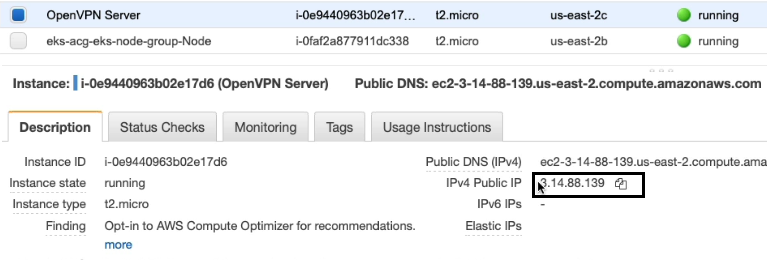 OpenVPN Server i-0e9440963b02e17... t2.micro us-east-2c running
eks-acg-eks-node-group-Node i-0faf2a877911dc338 t2.micro us-east-2b running
Instance: i-0e9440963b02e17d6 (OpenVPN Server) Public DNS: ec2-3-14-88-139.us-east-2.compute.amazonaws.com
Description Status Checks Monitoring Tags Usage Instructions
Instance ID i-0e9440963b02e17d6 Public DNS (IPv4) ec2-3-14-88-139.us-east-2.compute.ama
Instance state running IPv4 Public IP 3.14.88.139
Instance type t2.micro IPv6 IPs -
Finding Opt-in to AWS Compute Optimizer for recommendations. Elastic IPs
more